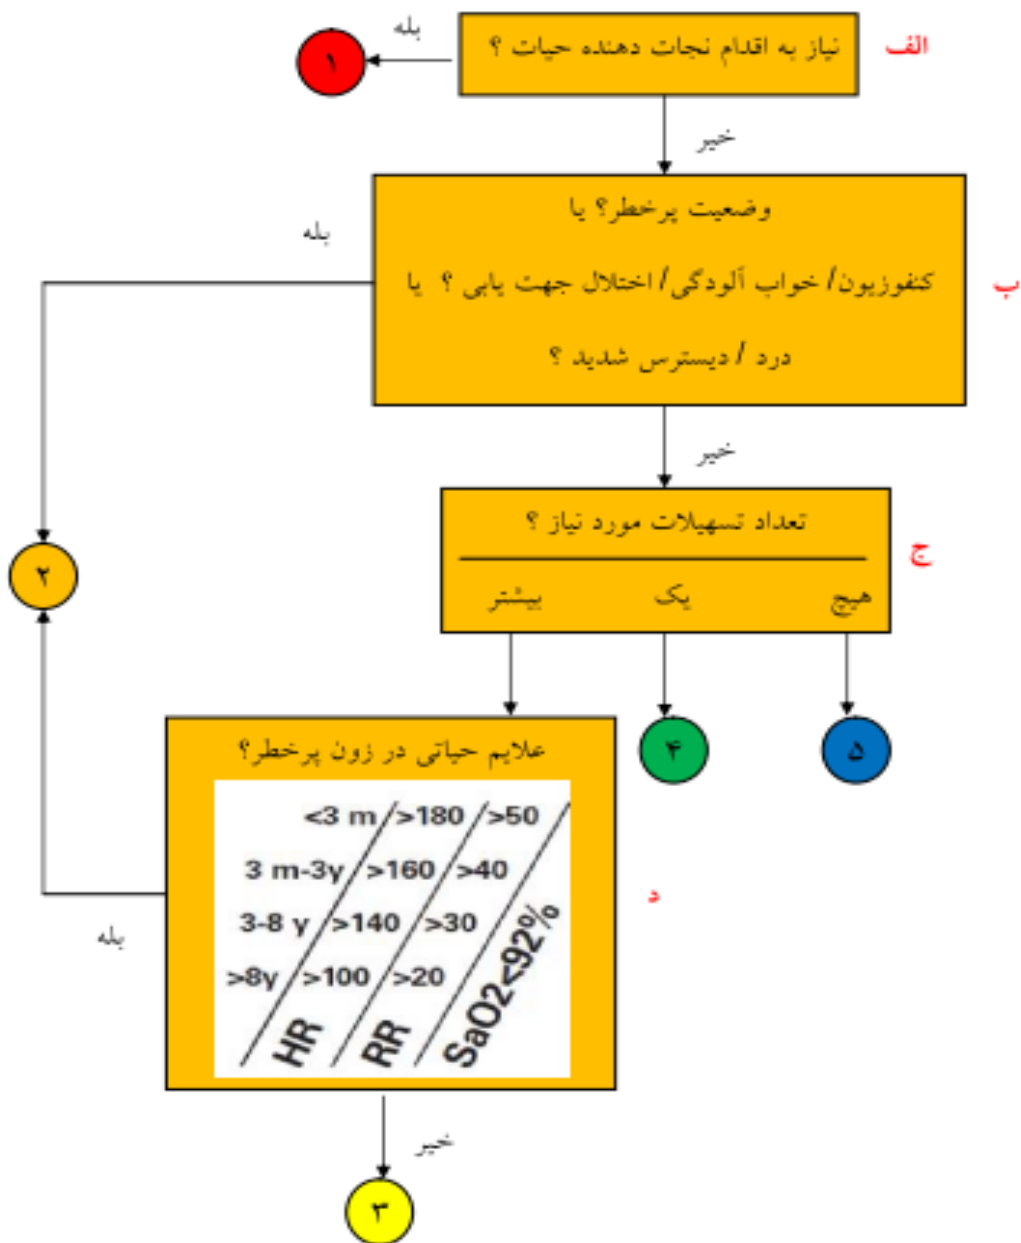 نیاز به اقدام نجات دهنده حیات ؟
الف
بله
۱
خیر
وضعیت پرخطر؟ یا
کنفوزیون/ خواب آلودگی/ اختلال جهت یابی ؟ یا
درد / دیسترس شدید ؟
ب
بله
۲
خیر
تعداد تسهیلات مورد نیاز ؟
هیچ یک بیشتر
ج
۵
۴
علایم حیاتی در زون پرخطر؟
<3 m >180 >50
3 m-3y >160 >40
3-8 y >140 >30
>8y >100 >20
HR RR SaO2<92%
د
بله
خیر
۳